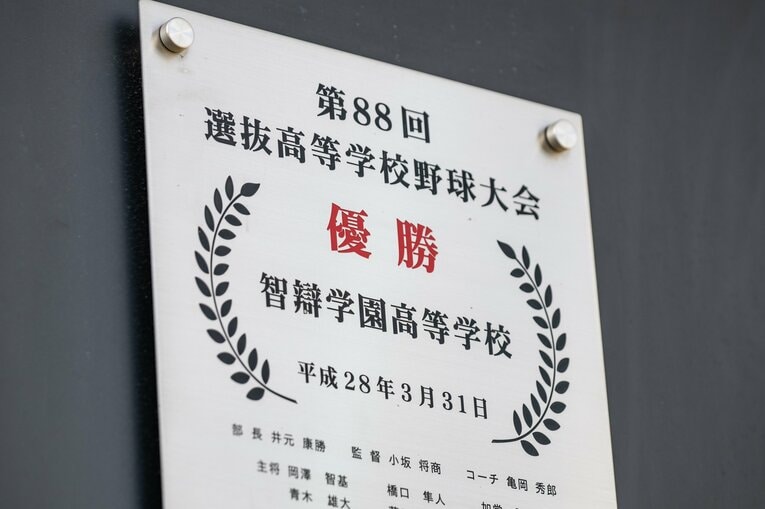 第88回
選抜高等学校野球大会
優勝
智辯学園高等学校
平成28年3月31日
部長 井元 康勝 監督 小坂 将商 コーチ 亀岡 秀郎
主将 岡澤 智基 橋口 隼人
青木 雄大